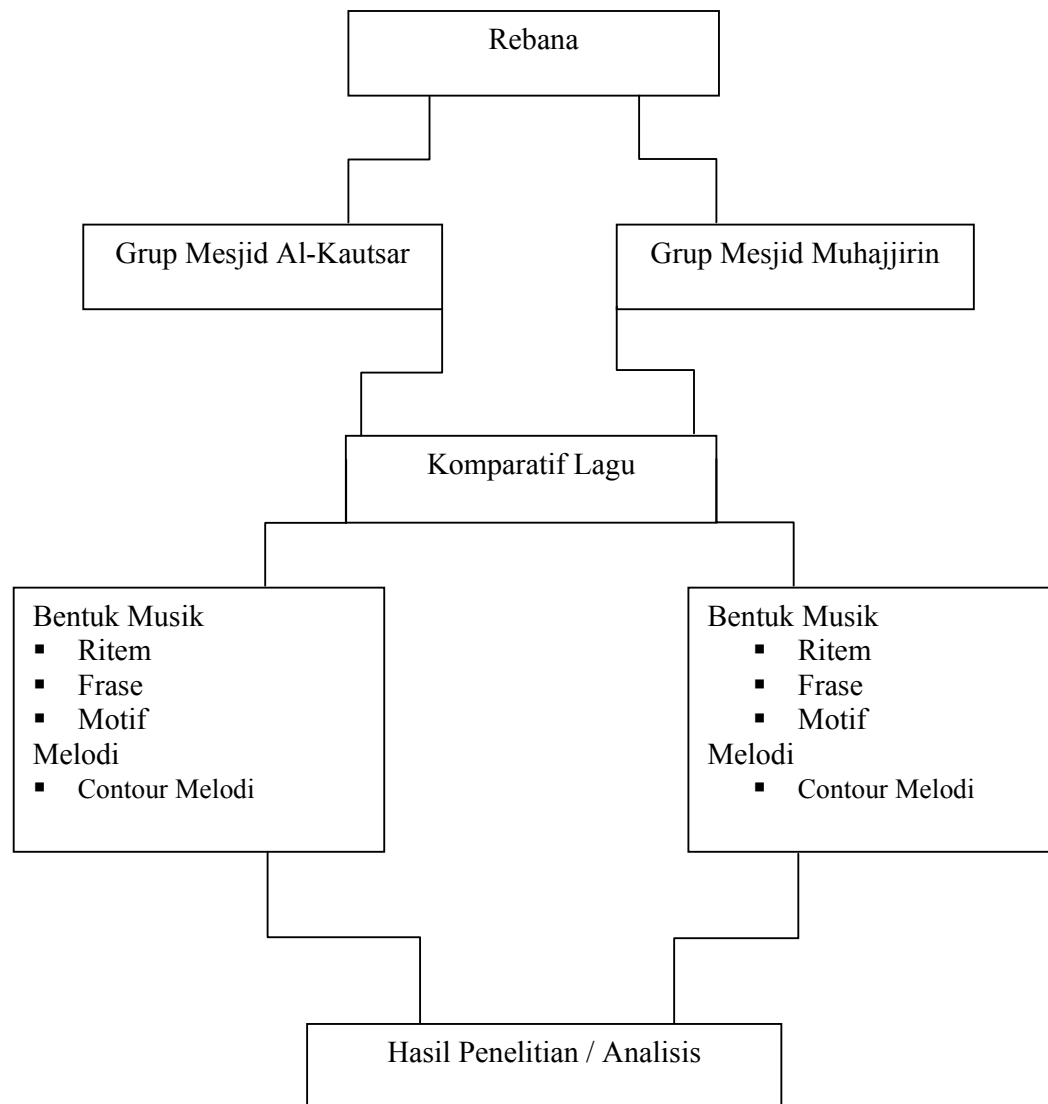 Rebana
Grup Mesjid Al-Kautsar
Grup Mesjid Muhajjirin
Komparatif Lagu
Bentuk Musik
▪ Ritem
▪ Frase
▪ Motif
Melodi
▪ Contour Melodi
Bentuk Musik
▪ Ritem
▪ Frase
▪ Motif
Melodi
▪ Contour Melodi
Hasil Penelitian / Analisis